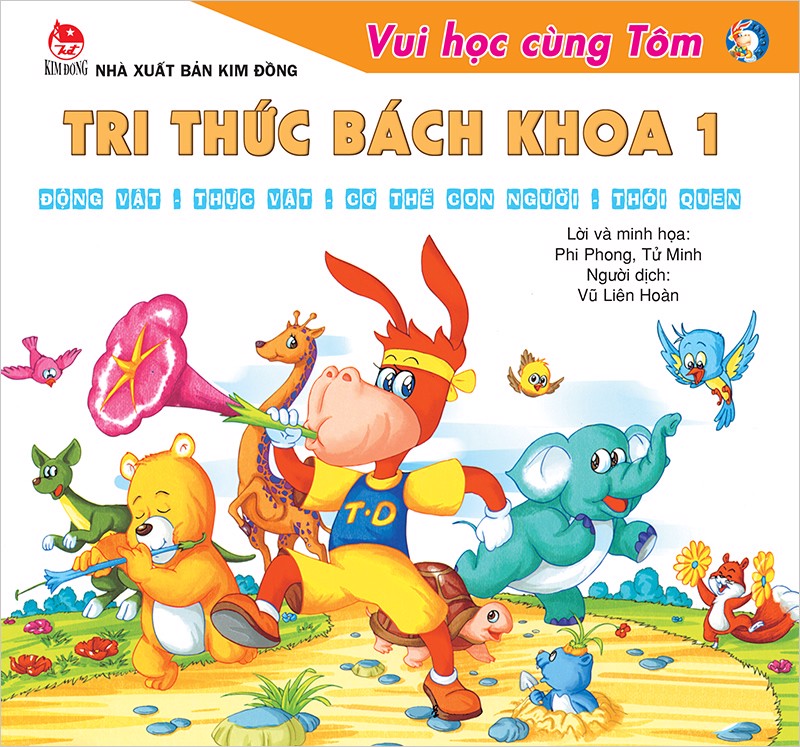 Vui học cùng Tôm
KIM ĐỒNG
NHÀ XUẤT BẢN KIM ĐỒNG
TRI THỨC BÁCH KHOA 1
ĐỘNG VẬT - THỰC VẬT - CƠ THỂ CON NGƯỜI - THÓI QUEN
Lời và minh họa:
Phi Phong, Tử Minh
Người dịch:
Vũ Liên Hoàn
T·D